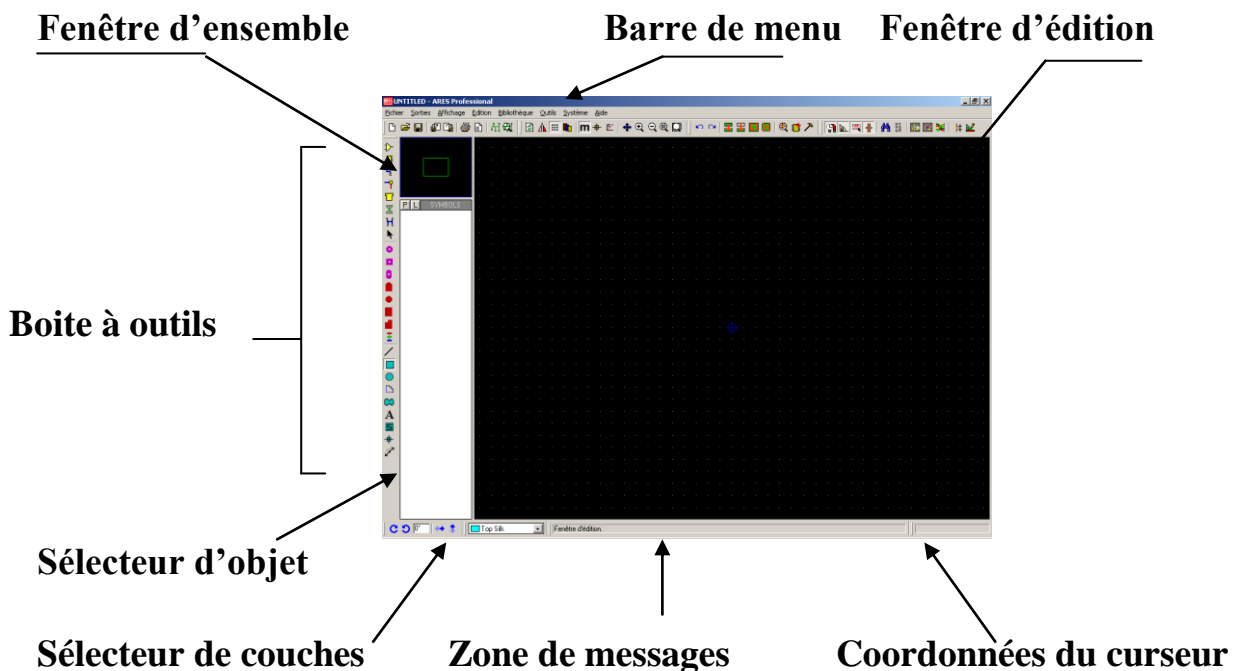 Fenêtre d’ensemble
Barre de menu
Fenêtre d’édition
UNTITLED - ARES Professional
Fichier Sorties Affichage Edition Bibliothèque Outils Système Aide
P L SYMBOLS
Boite à outils
A
0°
Top Silk
Fenêtre d'édition.
Sélecteur d’objet
Sélecteur de couches
Zone de messages
Coordonnées du curseur